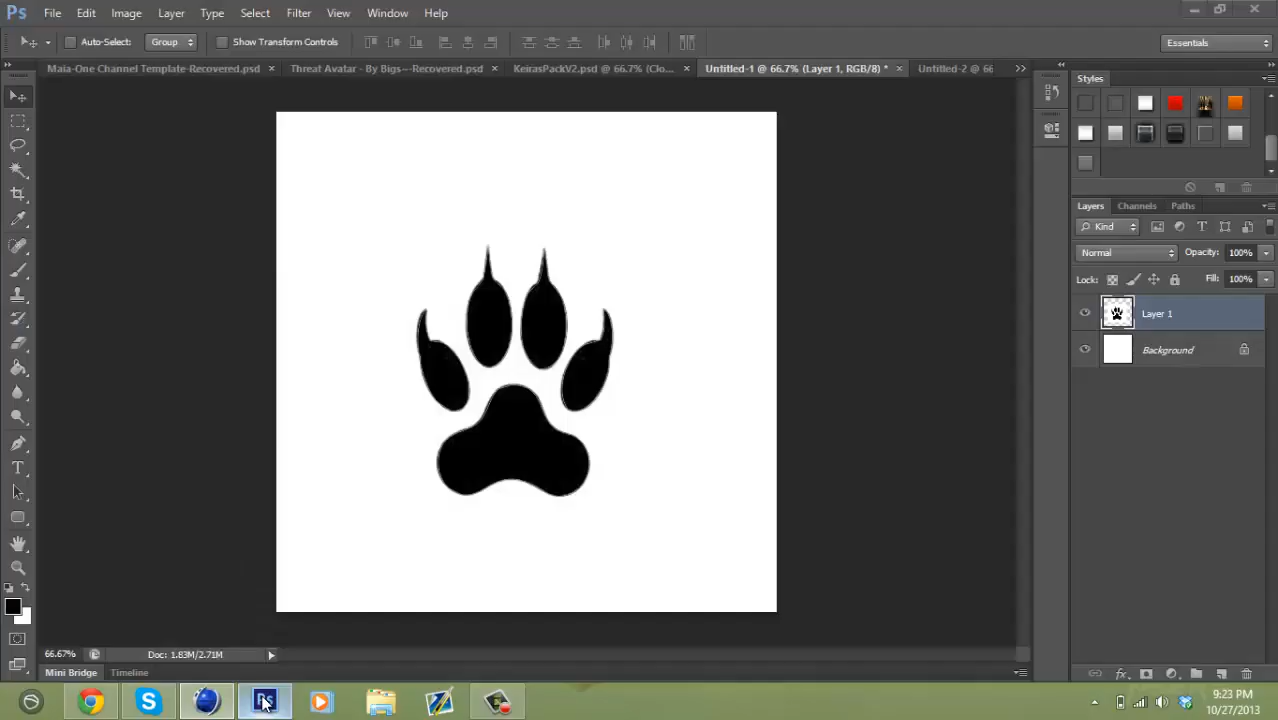 Ps File Edit Image Layer Type Select Filter View Window Help
Auto-Select: Group Show Transform Controls Essentials
Maia-One Channel Template-Recovered.psd × Threat Avatar - By Bigs---Recovered.psd × KeirasPackV2.psd @ 66.7% (Clo... × Untitled-1 @ 66.7% (Layer 1, RGB/8) * × Untitled-2 @ 66
Styles
Layers Channels Paths
Kind
Normal Opacity: 100%
Lock: Fill: 100%
Layer 1
Background
66.67% Doc: 1.83M/2.71M
Mini Bridge Timeline
Ps
9:23 PM
10/27/2013